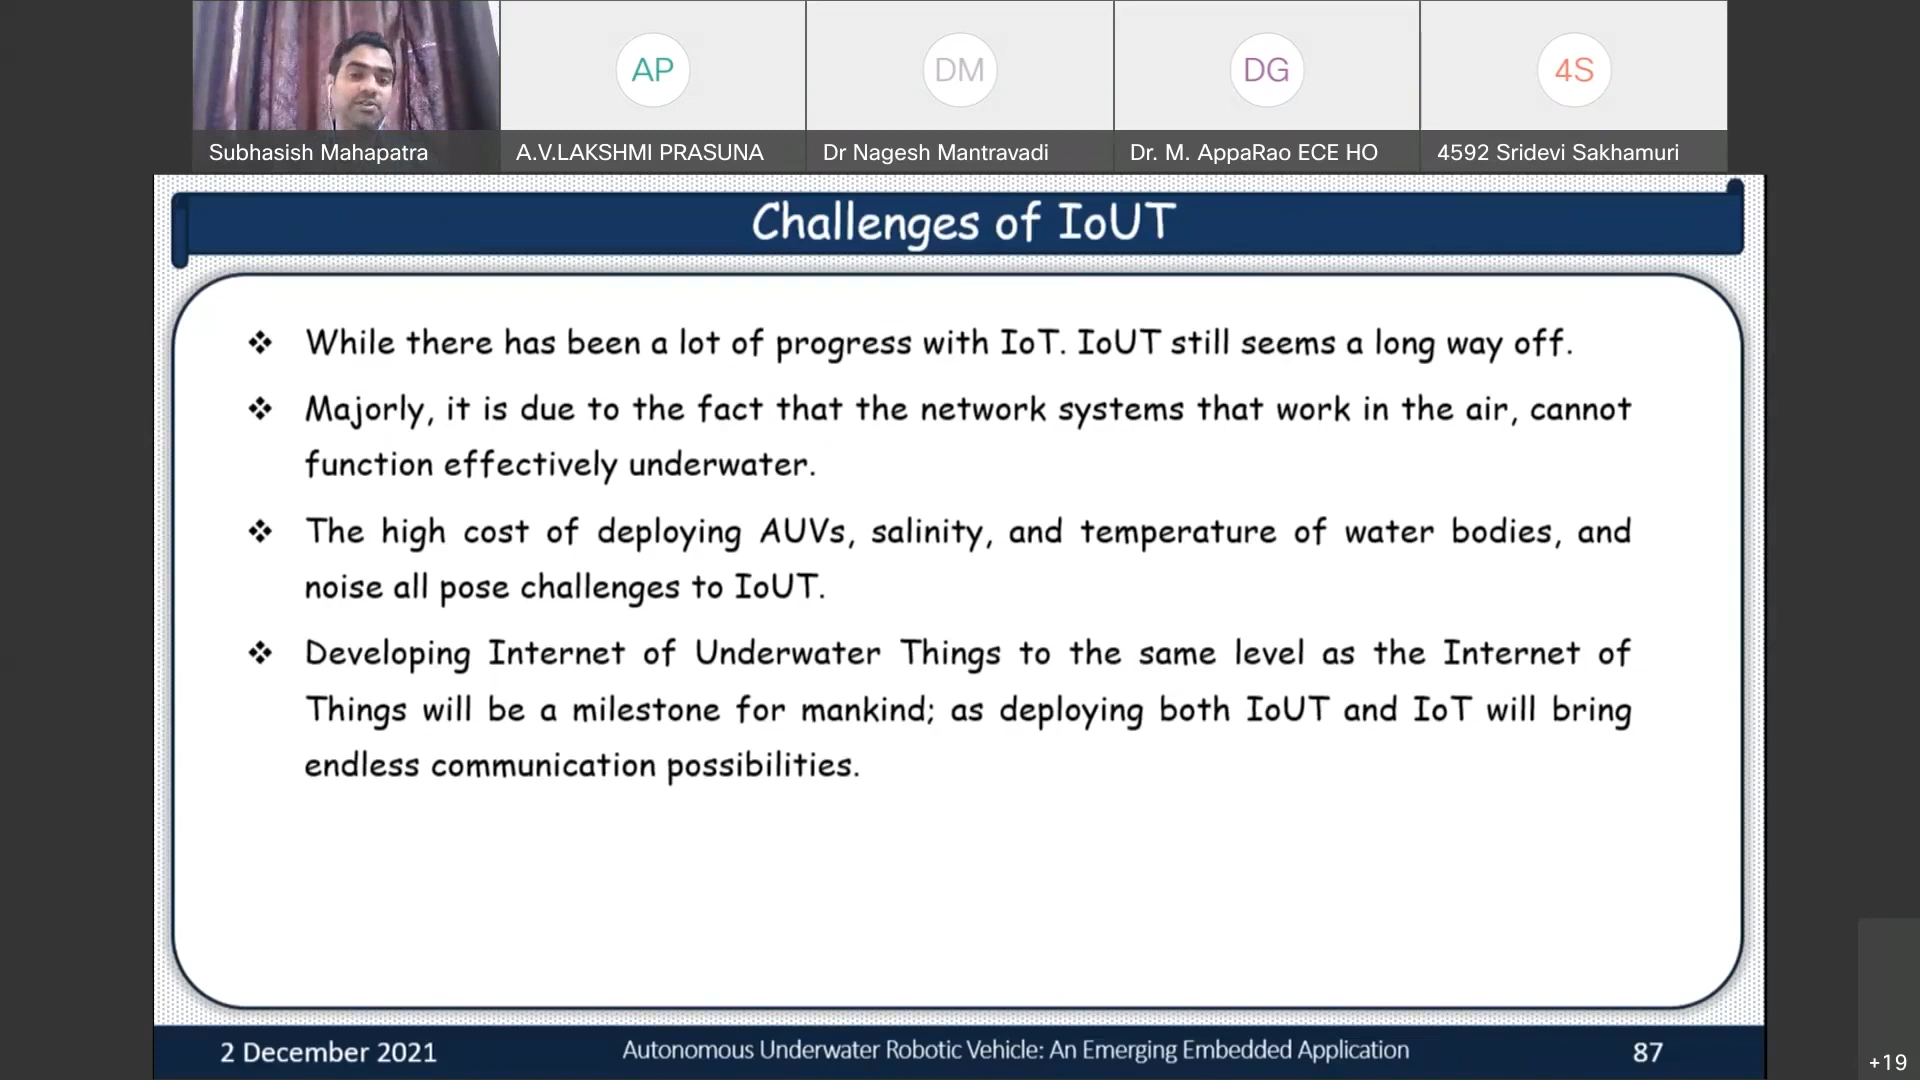 AP
DM
DG
4S
Subhasish Mahapatra
A.V.LAKSHMI PRASUNA
Dr Nagesh Mantravadi
Dr. M. AppaRao ECE HO
4592 Sridevi Sakhamuri
Challenges of IoUT
❖ While there has been a lot of progress with IoT. IoUT still seems a long way off.
❖ Majorly, it is due to the fact that the network systems that work in the air, cannot
function effectively underwater.
❖ The high cost of deploying AUVs, salinity, and temperature of water bodies, and
noise all pose challenges to IoUT.
❖ Developing Internet of Underwater Things to the same level as the Internet of
Things will be a milestone for mankind; as deploying both IoUT and IoT will bring
endless communication possibilities.
2 December 2021
Autonomous Underwater Robotic Vehicle: An Emerging Embedded Application
87
+19